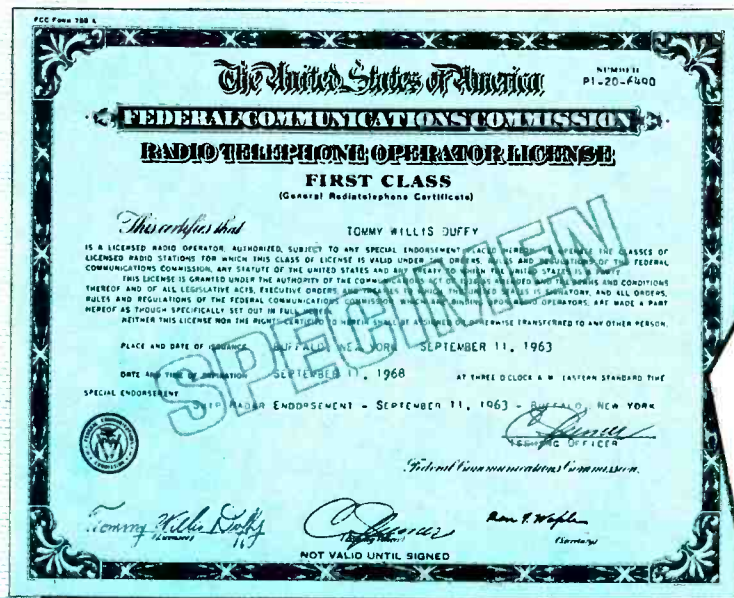 FCC Form 758 A
The United States of America
NUMBER
P1-20-6490
FEDERAL COMMUNICATIONS COMMISSION
RADIO TELEPHONE OPERATOR LICENSE
FIRST CLASS
(General Radiotelephone Certificate)
This certifies that TOMMY WILLIS DUFFY
IS A LICENSED RADIO OPERATOR, AUTHORIZED, SUBJECT TO ANY SPECIAL ENDORSEMENT PLACED HEREON, TO OPERATE THE CLASSES OF
LICENSED RADIO STATIONS FOR WHICH THIS CLASS OF LICENSE IS VALID UNDER THE ORDERS, RULES AND REGULATIONS OF THE FEDERAL
COMMUNICATIONS COMMISSION, ANY STATUTE OF THE UNITED STATES AND ANY TREATY TO WHICH THE UNITED STATES IS A PARTY.
THIS LICENSE IS GRANTED UNDER THE AUTHORITY OF THE COMMUNICATIONS ACT OF 1934 AS AMENDED AND THE TERMS AND CONDITIONS
THEREOF AND OF ALL LEGISLATIVE ACTS, EXECUTIVE ORDERS, AND TREATIES TO WHICH THE UNITED STATES IS SIGNATORY, AND ALL ORDERS,
RULES AND REGULATIONS OF THE FEDERAL COMMUNICATIONS COMMISSION, WHICH ARE BINDING UPON RADIO OPERATORS, ARE MADE A PART
HEREOF AS THOUGH SPECIFICALLY SET OUT IN FULL HEREIN.
NEITHER THIS LICENSE NOR THE RIGHTS CERTIFIED TO HEREIN SHALL BE ASSIGNED OR OTHERWISE TRANSFERRED TO ANY OTHER PERSON.
PLACE AND DATE OF ISSUANCE BUFFALO, NEW YORK SEPTEMBER 11, 1963
DATE AND TIME OF EXPIRATION SEPTEMBER 11, 1968 AT THREE O'CLOCK A M EASTERN STANDARD TIME
SPECIAL ENDORSEMENT
SHIP RADAR ENDORSEMENT - SEPTEMBER 11, 1963 - BUFFALO, NEW YORK
SPECIMEN
ISSUING OFFICER
Federal Communications Commission.
Tommy Willis Duffy
(Licensee)
(Issuing Officer)
Ben F. Waple
(Secretary)
NOT VALID UNTIL SIGNED